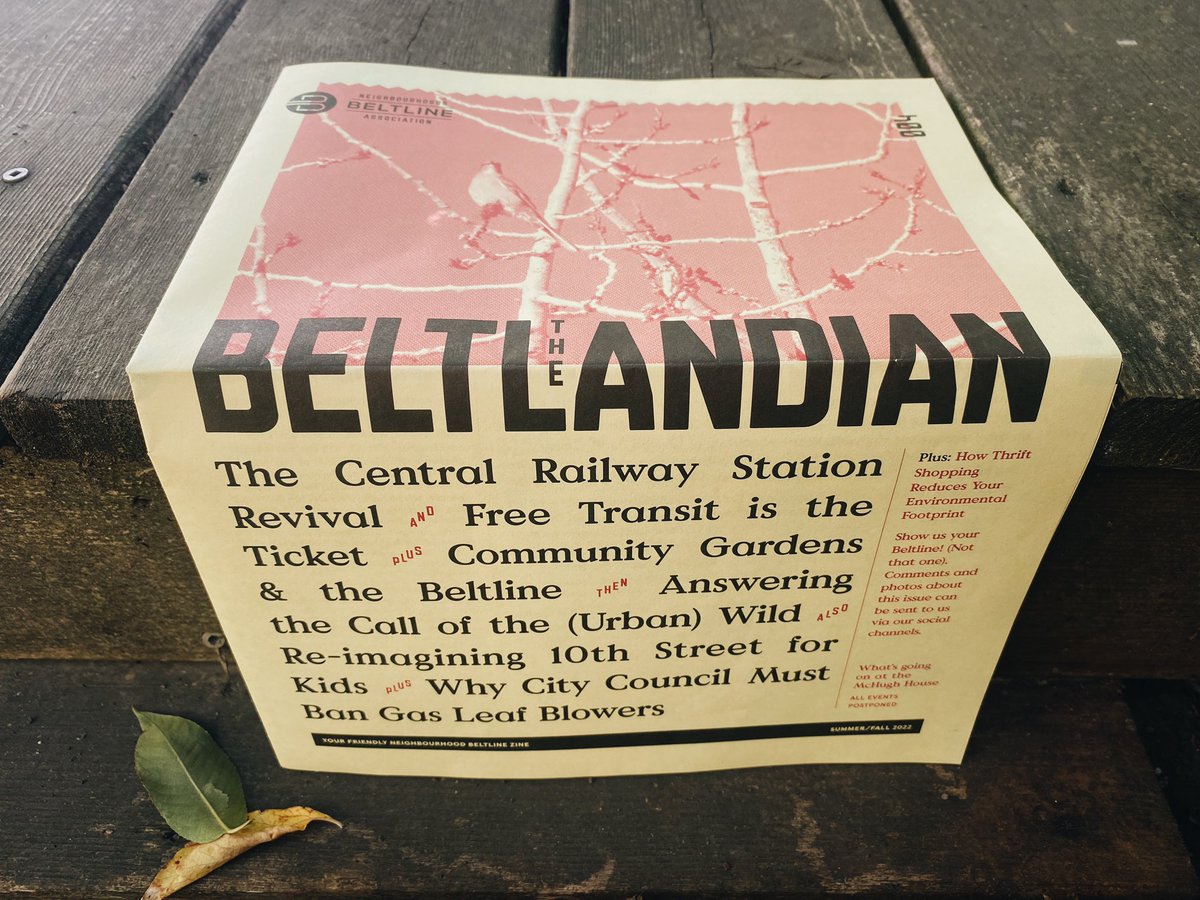 NEIGHBOURHOOD
BELTLINE
ASSOCIATION
004
THE
BELTLANDIAN
The Central Railway Station
Revival AND Free Transit is the
Ticket PLUS Community Gardens
& the Beltline THEN Answering
the Call of the (Urban) Wild ALSO
Re-imagining 10th Street for
Kids PLUS Why City Council Must
Ban Gas Leaf Blowers
Plus: How Thrift
Shopping
Reduces Your
Environmental
Footprint
Show us your
Beltline! (Not
that one).
Comments and
photos about
this issue can
be sent to us
via our social
channels.
What's going
on at the
McHugh House
ALL EVENTS
POSTPONED
YOUR FRIENDLY NEIGHBOURHOOD BELTLINE ZINE
SUMMER/FALL 2022